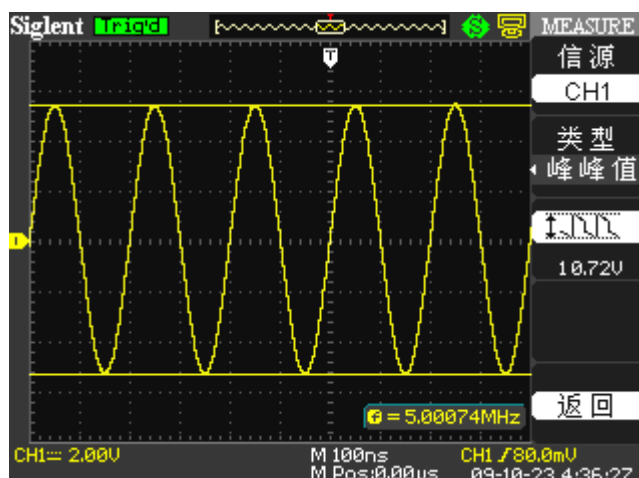 Siglent Trig'd MEASURE
T
信源
CH1
类型
峰峰值
1
10.72V
f = 5.00074MHz
返回
CH1 2.00V M 100ns CH1 80.0mV
M Pos:0.00us 09-10-23 4:36:27